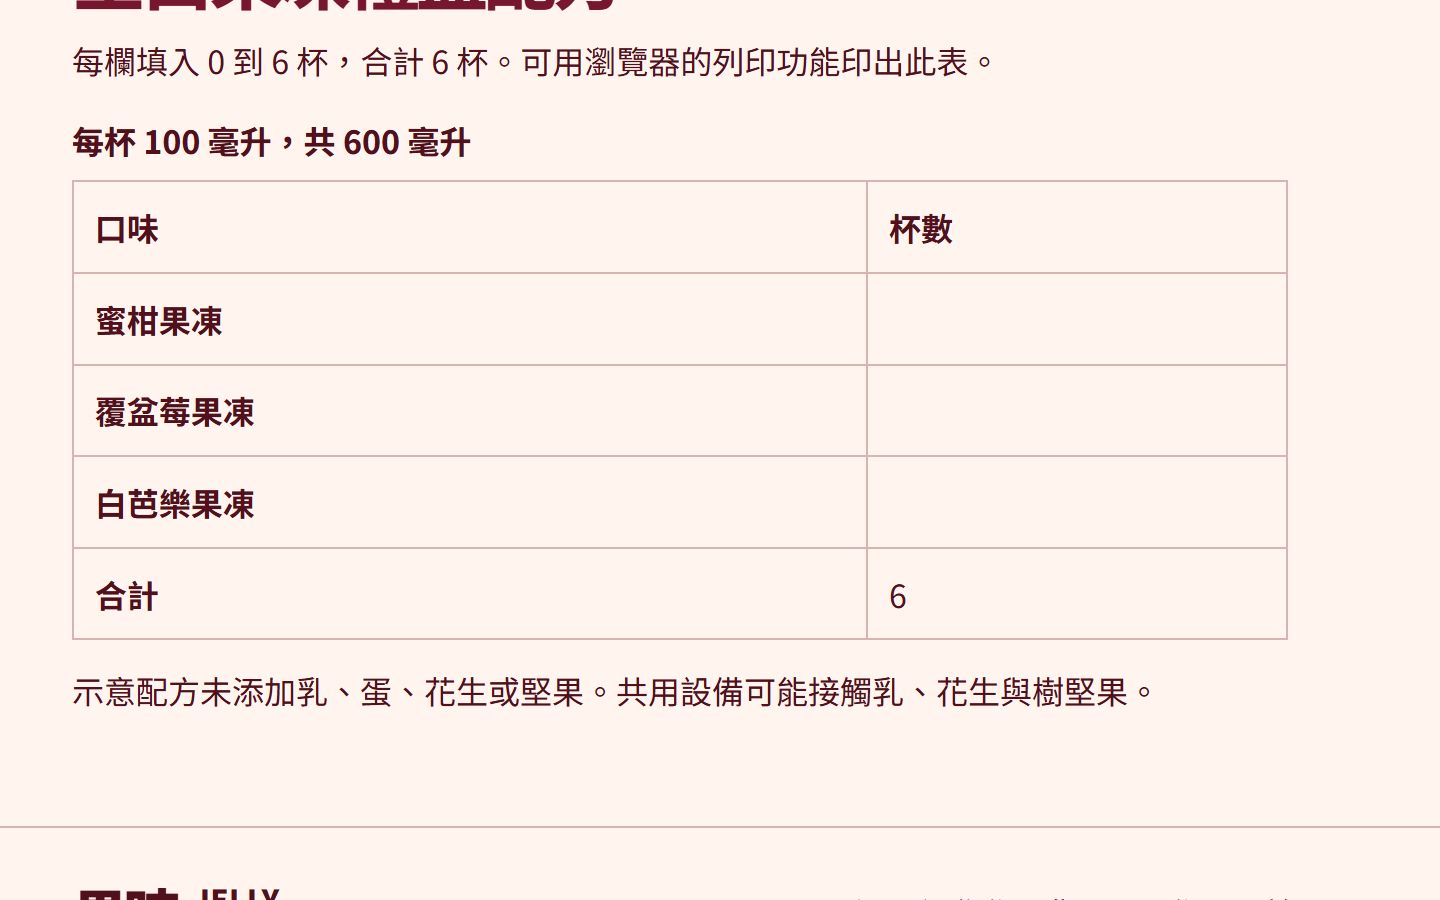 每欄填入 0 到 6 杯，合計 6 杯。可用瀏覽器的列印功能印出此表。
每杯 100 毫升，共 600 毫升
口味 杯數
蜜柑果凍
覆盆莓果凍
白芭樂果凍
合計 6
示意配方未添加乳、蛋、花生或堅果。共用設備可能接觸乳、花生與樹堅果。
JELLY